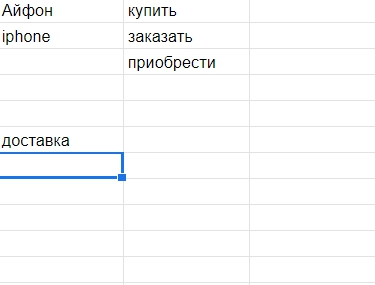 Айфон купить
iphone заказать
приобрести
доставка